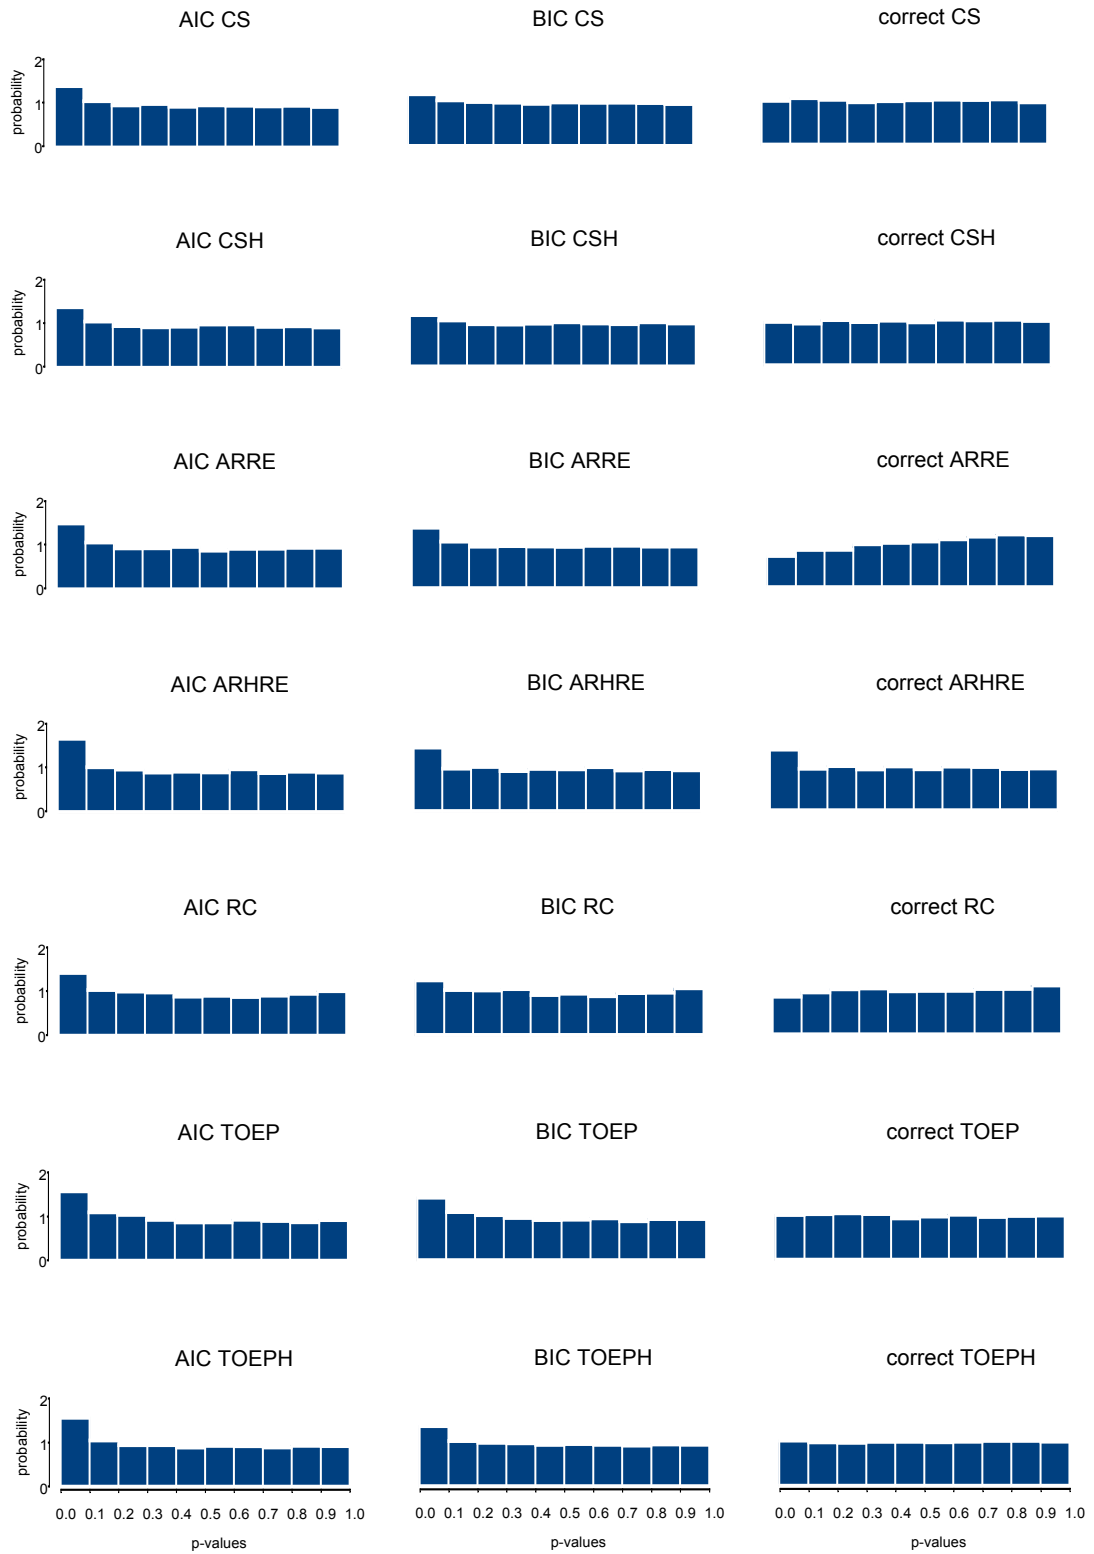 AIC CS BIC CS correct CS
2
1
0
probability
AIC CSH BIC CSH correct CSH
2
1
0
probability
AIC ARRE BIC ARRE correct ARRE
2
1
0
probability
AIC ARHRE BIC ARHRE correct ARHRE
2
1
0
probability
AIC RC BIC RC correct RC
2
1
0
probability
AIC TOEP BIC TOEP correct TOEP
2
1
0
probability
AIC TOEPH BIC TOEPH correct TOEPH
2
1
0
probability
0.0 0.1 0.2 0.3 0.4 0.5 0.6 0.7 0.8 0.9 1.0 0.0 0.1 0.2 0.3 0.4 0.5 0.6 0.7 0.8 0.9 1.0 0.0 0.1 0.2 0.3 0.4 0.5 0.6 0.7 0.8 0.9 1.0
p-values p-values p-values